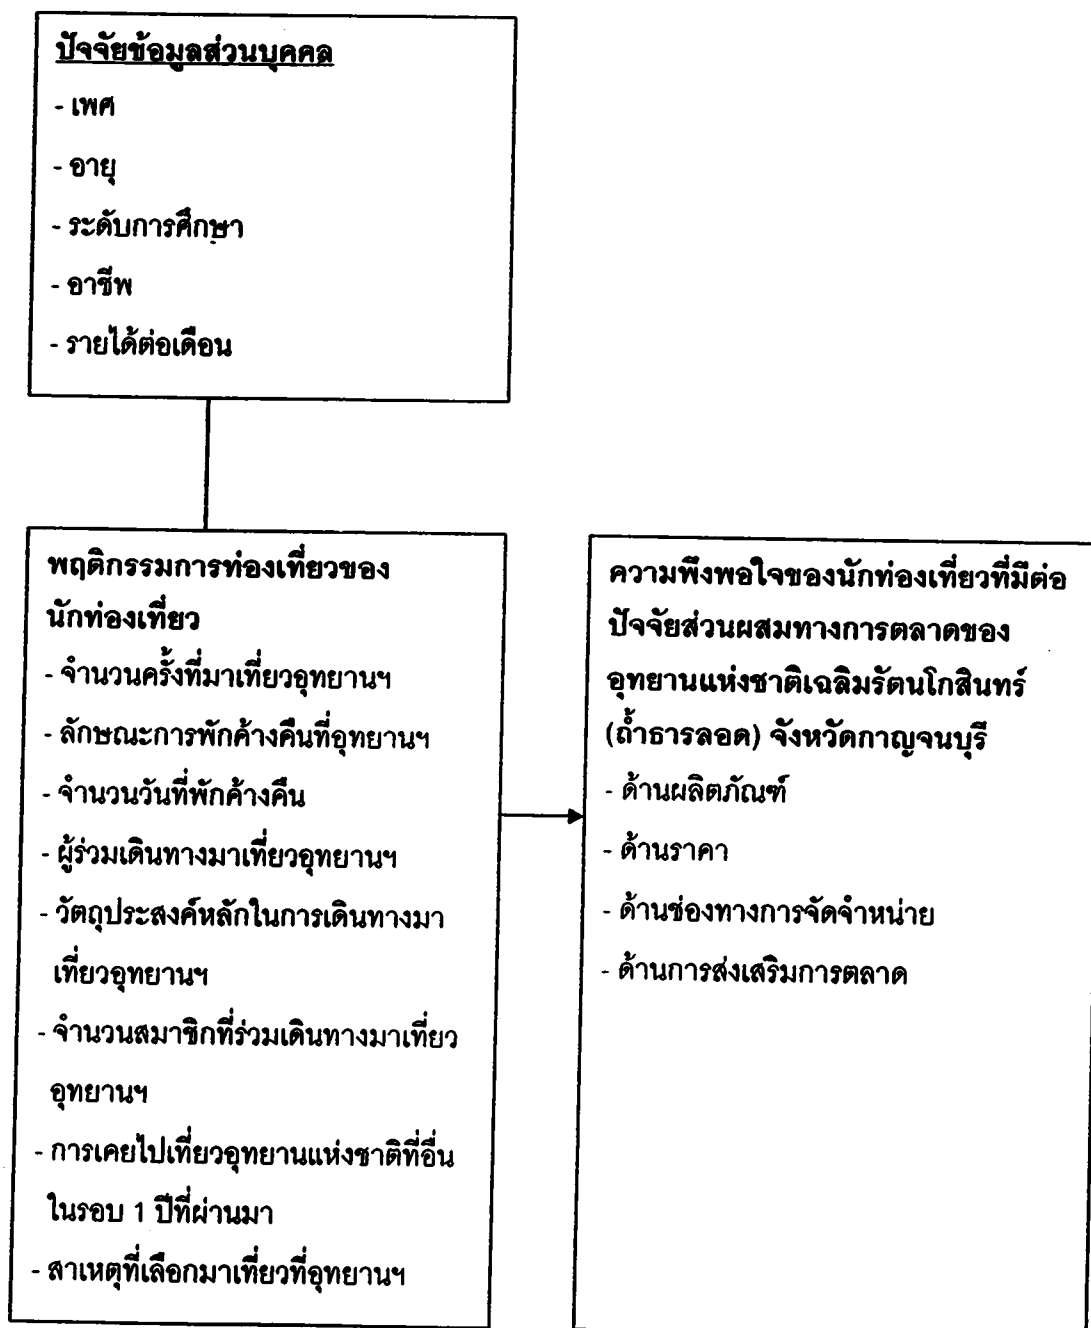 ปัจจัยข้อมูลส่วนบุคคล
- เพศ
- อายุ
- ระดับการศึกษา
- อาชีพ
- รายได้ต่อเดือน
พฤติกรรมการท่องเที่ยวของ
นักท่องเที่ยว
- จำนวนครั้งที่มาเที่ยวอุทยานฯ
- ลักษณะการพักค้างคืนที่อุทยานฯ
- จำนวนวันที่พักค้างคืน
- ผู้ร่วมเดินทางมาเที่ยวอุทยานฯ
- วัตถุประสงค์หลักในการเดินทางมา
เที่ยวอุทยานฯ
- จำนวนสมาชิกที่ร่วมเดินทางมาเที่ยว
อุทยานฯ
- การเคยไปเที่ยวอุทยานแห่งชาติที่อื่น
ในรอบ 1 ปีที่ผ่านมา
- สาเหตุที่เลือกมาเที่ยวที่อุทยานฯ
ความพึงพอใจของนักท่องเที่ยวที่มีต่อ
ปัจจัยส่วนผสมทางการตลาดของ
อุทยานแห่งชาติเฉลิมรัตนโกสินทร์
(ถ้ำธารลอด) จังหวัดกาญจนบุรี
- ด้านผลิตภัณฑ์
- ด้านราคา
- ด้านช่องทางการจัดจำหน่าย
- ด้านการส่งเสริมการตลาด